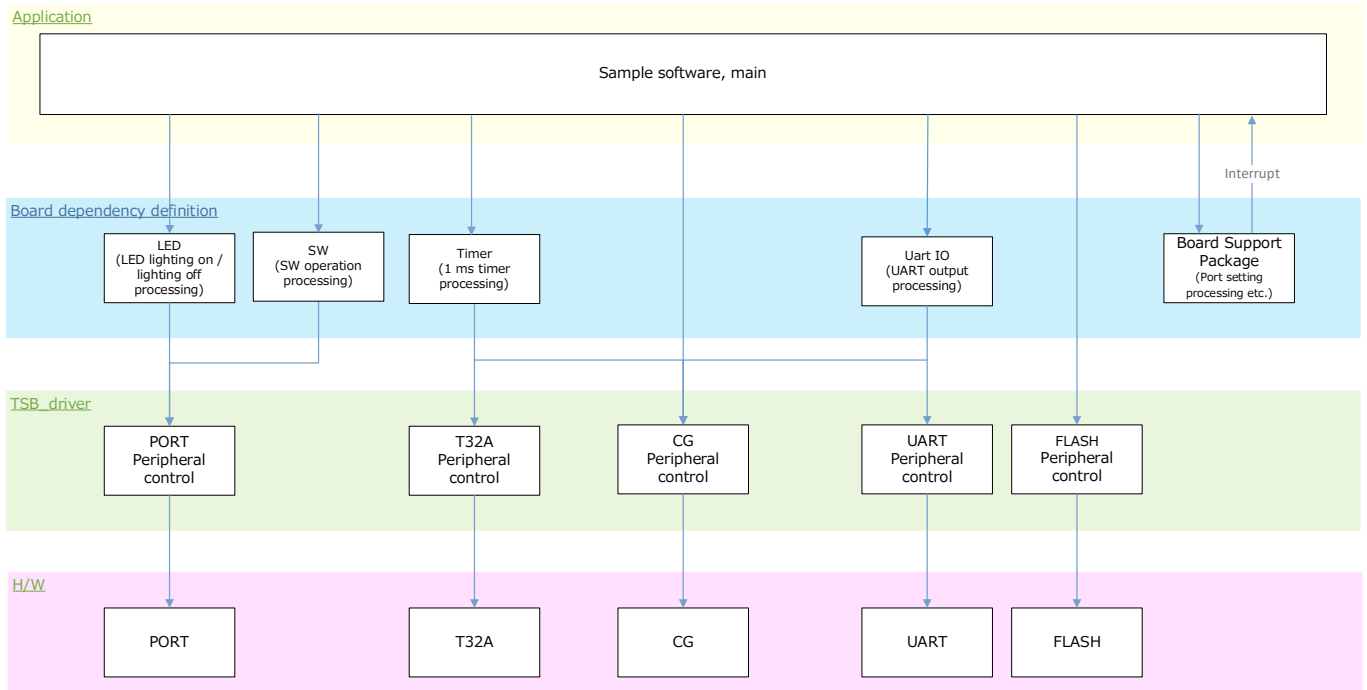 Application
Sample software, main
Interrupt
Board dependency definition
LED
(LED lighting on /
lighting off
processing)
SW
(SW operation
processing)
Timer
(1 ms timer
processing)
Uart IO
(UART output
processing)
Board Support
Package
(Port setting
processing etc.)
TSB_driver
PORT
Peripheral
control
T32A
Peripheral
control
CG
Peripheral
control
UART
Peripheral
control
FLASH
Peripheral
control
H/W
PORT
T32A
CG
UART
FLASH